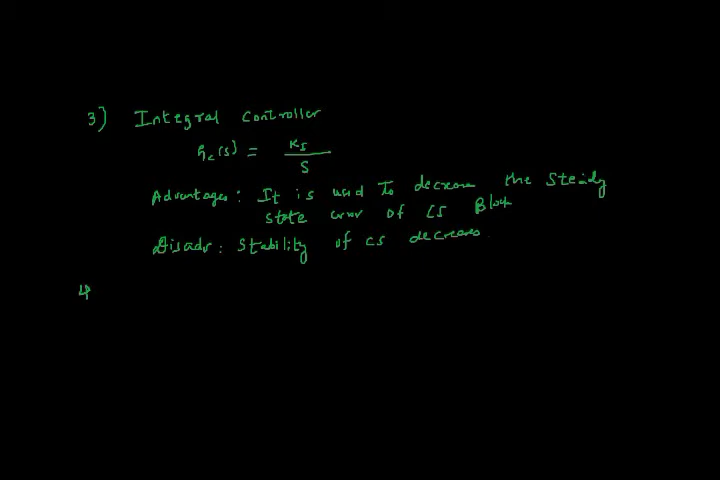 3) Integral Controller
Gc(s) = KI / S
Advantages: It is used to decrease the Steady
state error of CS Block
Disadv: Stability of CS decreases.
4